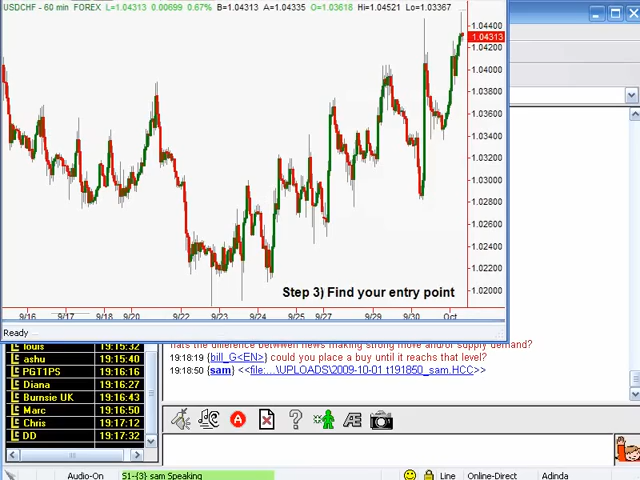 USDCHF - 60 min FOREX L=1.04313 0.00699 0.67% B=1.04313 A=1.04335 O=1.03618 Hi=1.04521 Lo=1.03367
1.04400
1.04313
1.04200
1.04000
1.03800
1.03600
1.03400
1.03200
1.03000
1.02800
1.02600
1.02400
1.02200
1.02000
Step 3) Find your entry point
9/16 9/17 9/18 9/20 9/22 9/23 9/24 9/25 9/27 9/29 9/30 Oct
Ready
louis 19:15:32
ashu 19:15:40
PGT1PS 19:16:16
Diana 19:16:27
Burnsie UK 19:16:43
Marc 19:16:50
Chris 19:17:12
DD 19:17:32
hats the difference betwwen news making strong move and/or supply demand?
19:18:19 {bill_G<EN>} could you place a buy until it reachs that level?
19:18:50 {sam} <<file:...\UPLOADS\2009-10-01 t191850_sam.HCC>>
A ? Æ
Audio-On S1-{3} sam Speaking Line Online-Direct Adinda